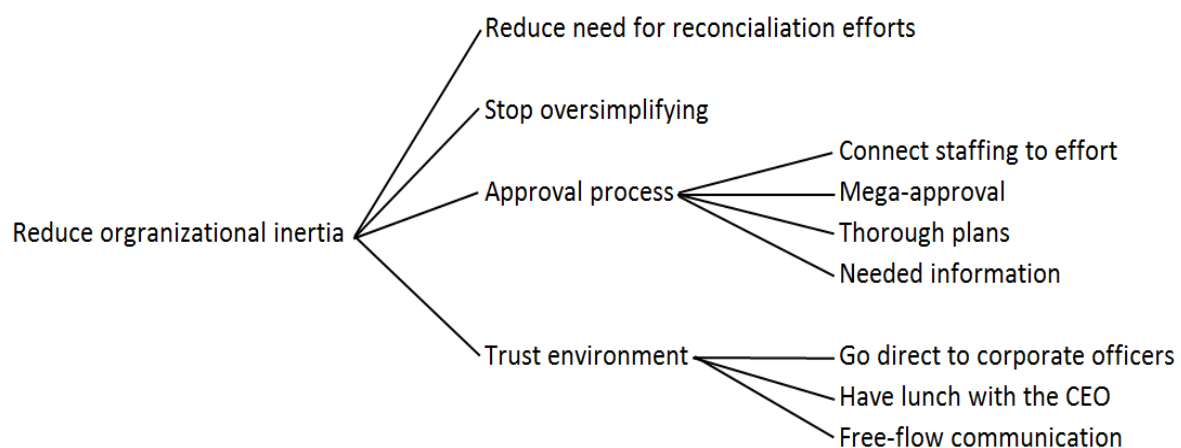 Reduce need for reconcialiation efforts
Stop oversimplifying
Connect staffing to effort
Approval process
Mega-approval
Thorough plans
Reduce orgranizational inertia
Needed information
Trust environment
Go direct to corporate officers
Have lunch with the CEO
Free-flow communication